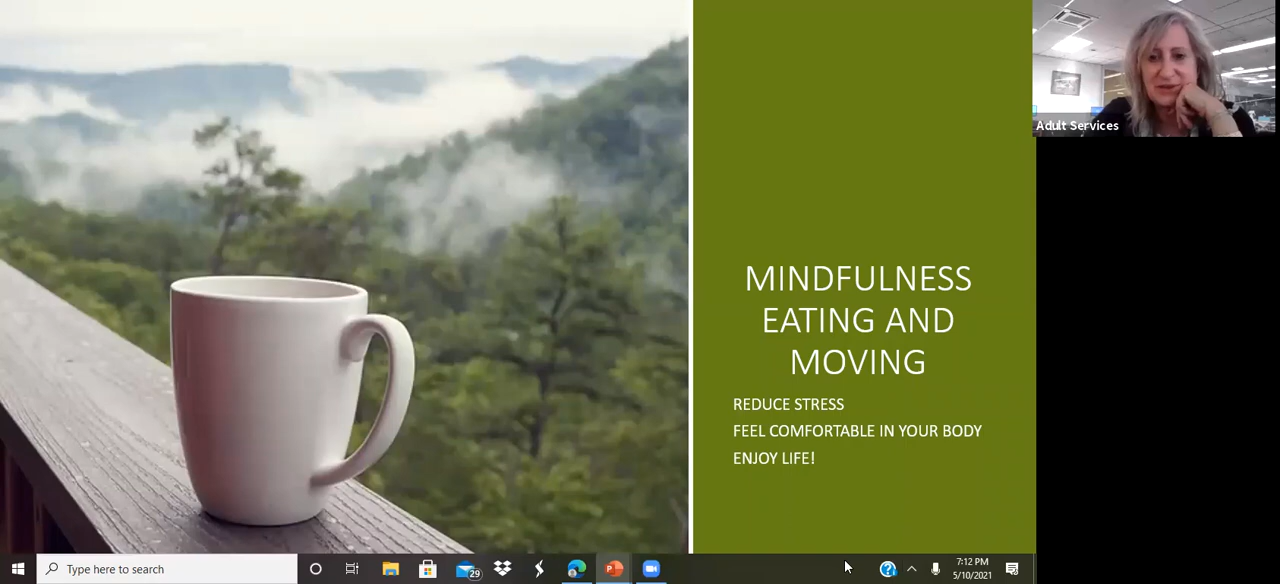 Adult Services
MINDFULNESS
EATING AND
MOVING
REDUCE STRESS
FEEL COMFORTABLE IN YOUR BODY
ENJOY LIFE!
Type here to search
29
7:12 PM
5/10/2021